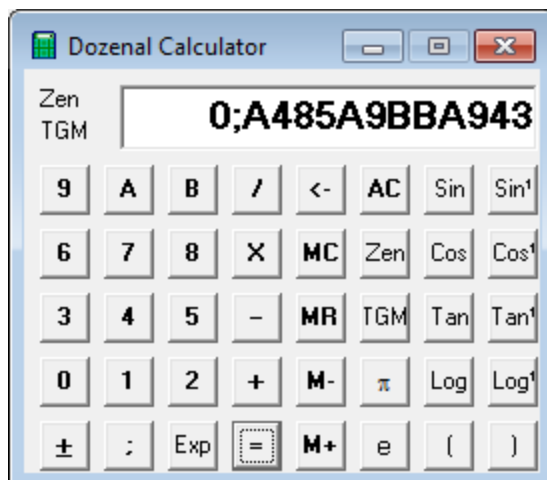 Dozenal Calculator
Zen
TGM
0;A485A9BBA943
9 A B / <- AC Sin Sin¹
6 7 8 X MC Zen Cos Cos¹
3 4 5 - MR TGM Tan Tan¹
0 1 2 + M- π Log Log¹
± ; Exp = M+ e ( )